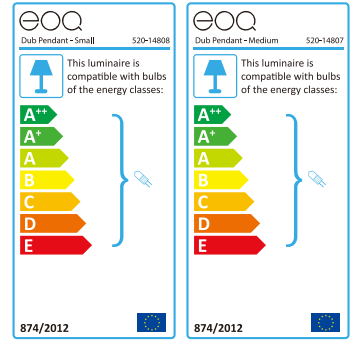 eoq
Dub Pendant - Small 520-14808
This luminaire is
compatible with bulbs
of the energy classes:
A++
A+
A
B
C
D
E
874/2012
eoq
Dub Pendant - Medium 520-14807
This luminaire is
compatible with bulbs
of the energy classes:
A++
A+
A
B
C
D
E
874/2012